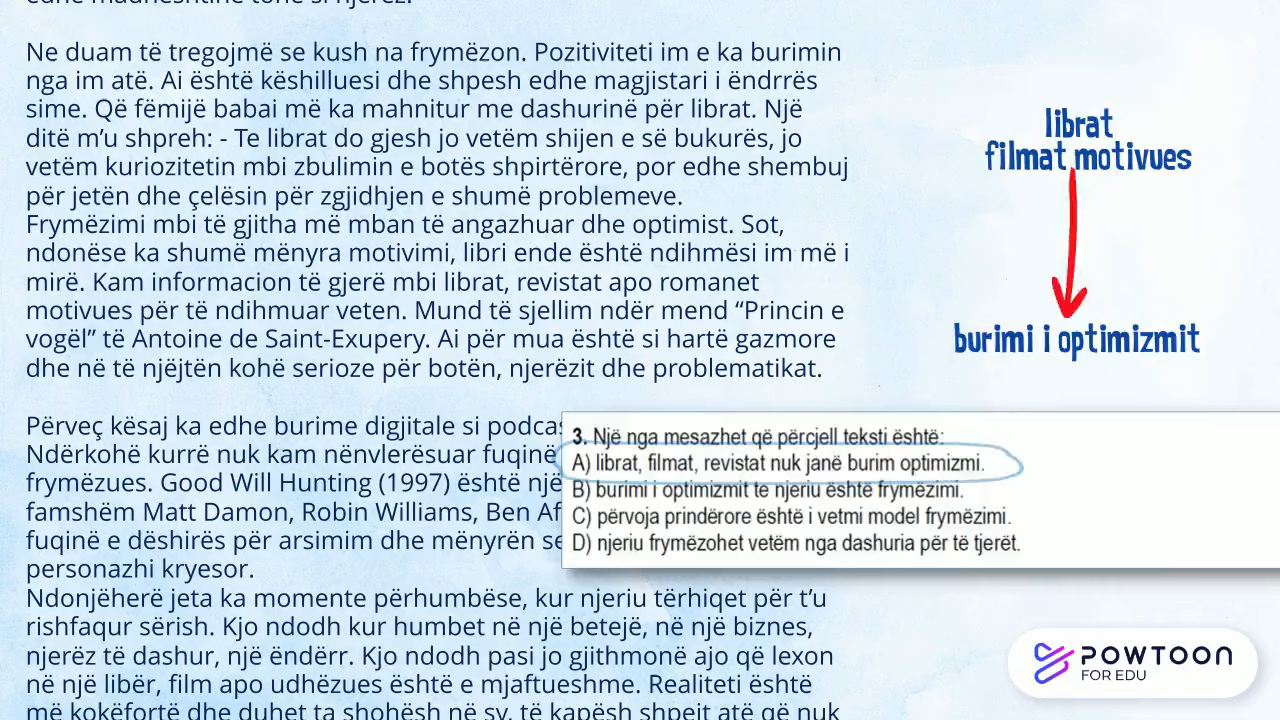 Ne duam të tregojmë se kush na frymëzon. Pozitiviteti im e ka burimin
nga im atë. Ai është këshilluesi dhe shpesh edhe magjistari i ëndrrës
sime. Që fëmijë babai më ka mahnitur me dashurinë për librat. Një
ditë m’u shpreh: - Te librat do gjesh jo vetëm shijen e së bukurës, jo
vetëm kuriozitetin mbi zbulimin e botës shpirtërore, por edhe shembuj
për jetën dhe çelësin për zgjidhjen e shumë problemeve.
Frymëzimi mbi të gjitha më mban të angazhuar dhe optimist. Sot,
ndonëse ka shumë mënyra motivimi, libri ende është ndihmësi im më i
mirë. Kam informacion të gjerë mbi librat, revistat apo romanet
motivues për të ndihmuar veten. Mund të sjellim ndër mend “Princin e
vogël” të Antoine de Saint-Exupery. Ai për mua është si hartë gazmore
dhe në të njëjtën kohë serioze për botën, njerëzit dhe problematikat.
Përveç kësaj ka edhe burime digjitale si podcas
Ndërkohë kurrë nuk kam nënvlerësuar fuqinë
frymëzues. Good Will Hunting (1997) është një
famshëm Matt Damon, Robin Williams, Ben Af
fuqinë e dëshirës për arsimim dhe mënyrën se
personazhi kryesor.
Ndonjëherë jeta ka momente përhumbëse, kur njeriu tërhiqet për t’u
rishfaqur sërish. Kjo ndodh kur humbet në një betejë, në një biznes,
njerëz të dashur, një ëndërr. Kjo ndodh pasi jo gjithmonë ajo që lexon
në një libër, film apo udhëzues është e mjaftueshme. Realiteti është
më kokëfortë dhe duhet ta shohësh në sy, të kapësh shpejt atë që nuk
librat
filmat motivues
burimi i optimizmit
3. Një nga mesazhet që përcjell teksti është:
A) librat, filmat, revistat nuk janë burim optimizmi.
B) burimi i optimizmit te njeriu është frymëzimi.
C) përvoja prindërore është i vetmi model frymëzimi.
D) njeriu frymëzohet vetëm nga dashuria për të tjerët.
POWTOON
FOR EDU